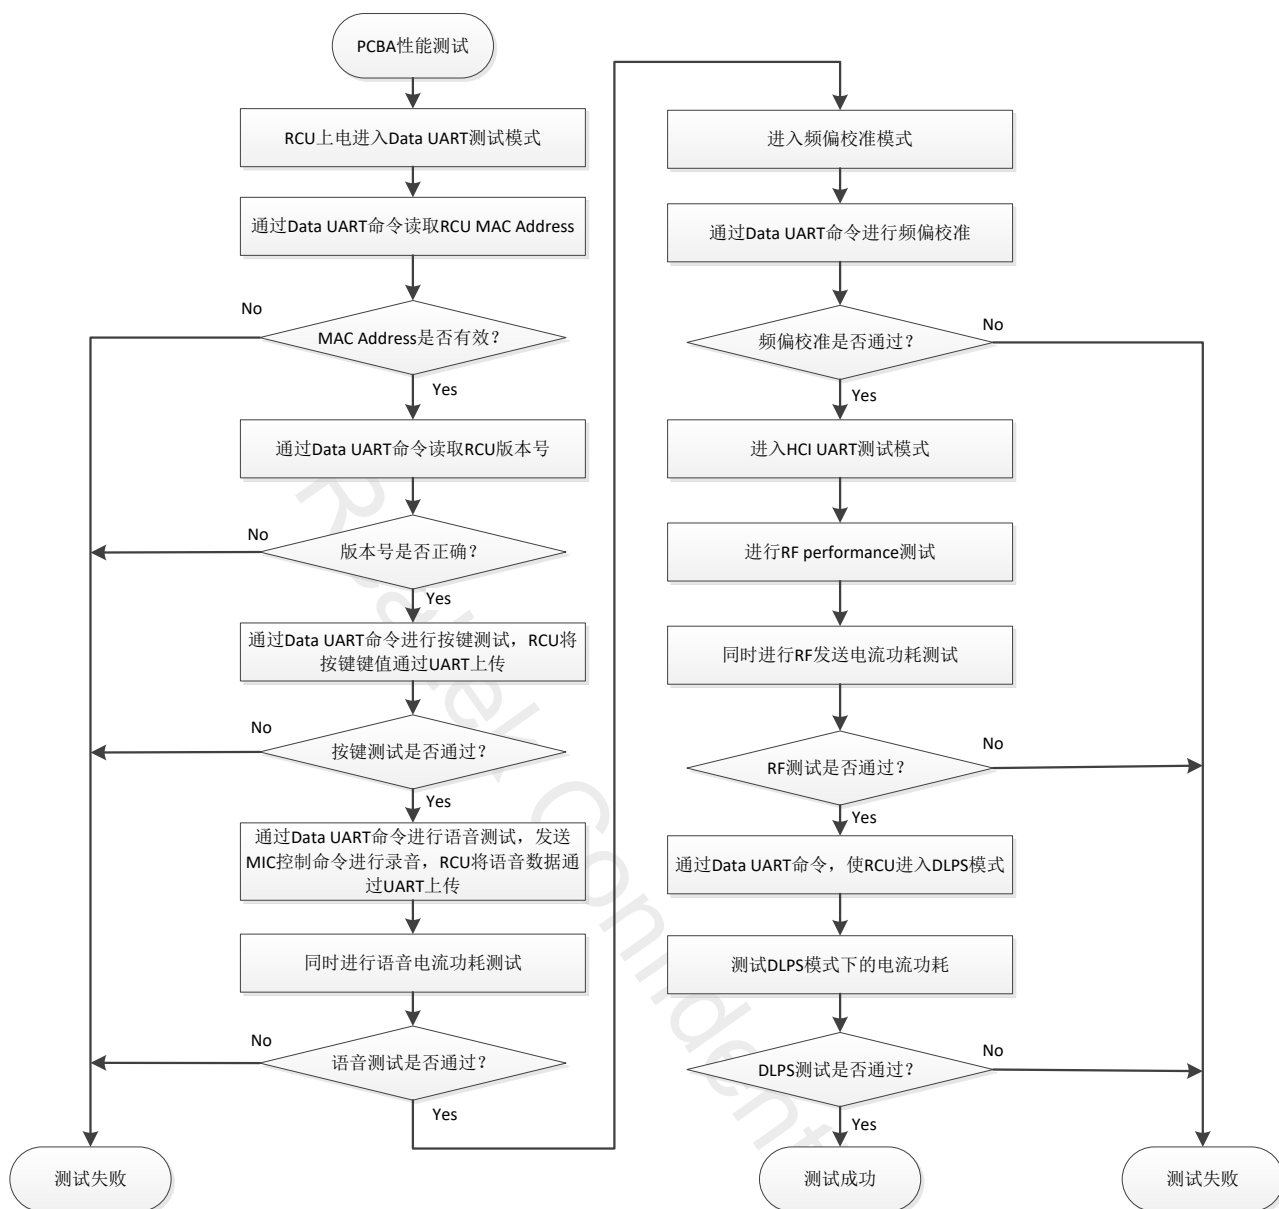 PCBA性能测试
RCU上电进入Data UART测试模式
通过Data UART命令读取RCU MAC Address
No
MAC Address是否有效？
Yes
通过Data UART命令读取RCU版本号
No
版本号是否正确？
Yes
通过Data UART命令进行按键测试，RCU将
按键键值通过UART上传
No
按键测试是否通过？
Yes
通过Data UART命令进行语音测试，发送
MIC控制命令进行录音，RCU将语音数据通
过UART上传
同时进行语音电流功耗测试
No
语音测试是否通过？
Yes
测试失败
进入频偏校准模式
通过Data UART命令进行频偏校准
频偏校准是否通过？
No
Yes
进入HCI UART测试模式
进行RF performance测试
同时进行RF发送电流功耗测试
RF测试是否通过？
No
Yes
通过Data UART命令，使RCU进入DLPS模式
测试DLPS模式下的电流功耗
DLPS测试是否通过？
No
Yes
测试成功
测试失败